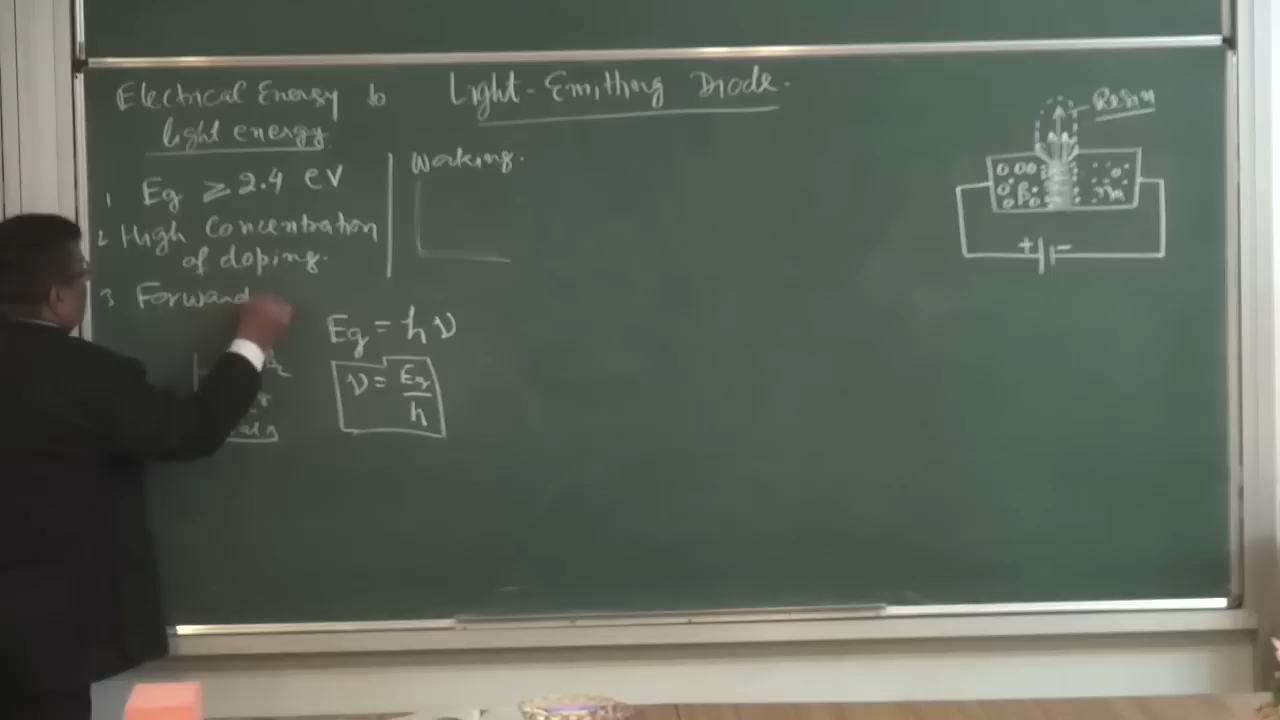 Electrical Energy to
light energy
Light-Emitting Diode.
1 Eg ⩾ 2.4 eV
2 High Concentration
of doping.
3 Forward
Working.
Eg = hν
ν = Eg/h
Resin
P n
+ -